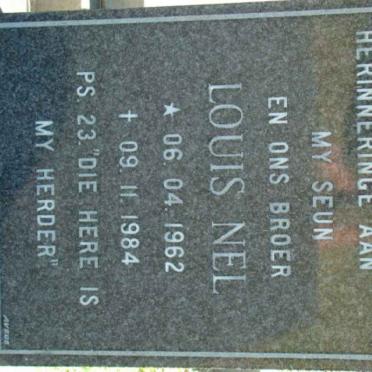 HERINNERINGE AAN
MY SEUN
EN ONS BROER
LOUIS NEL
★ 06 04 1962
✝ 09. 11. 1984
PS. 23. "DIE HERE IS
MY HERDER"